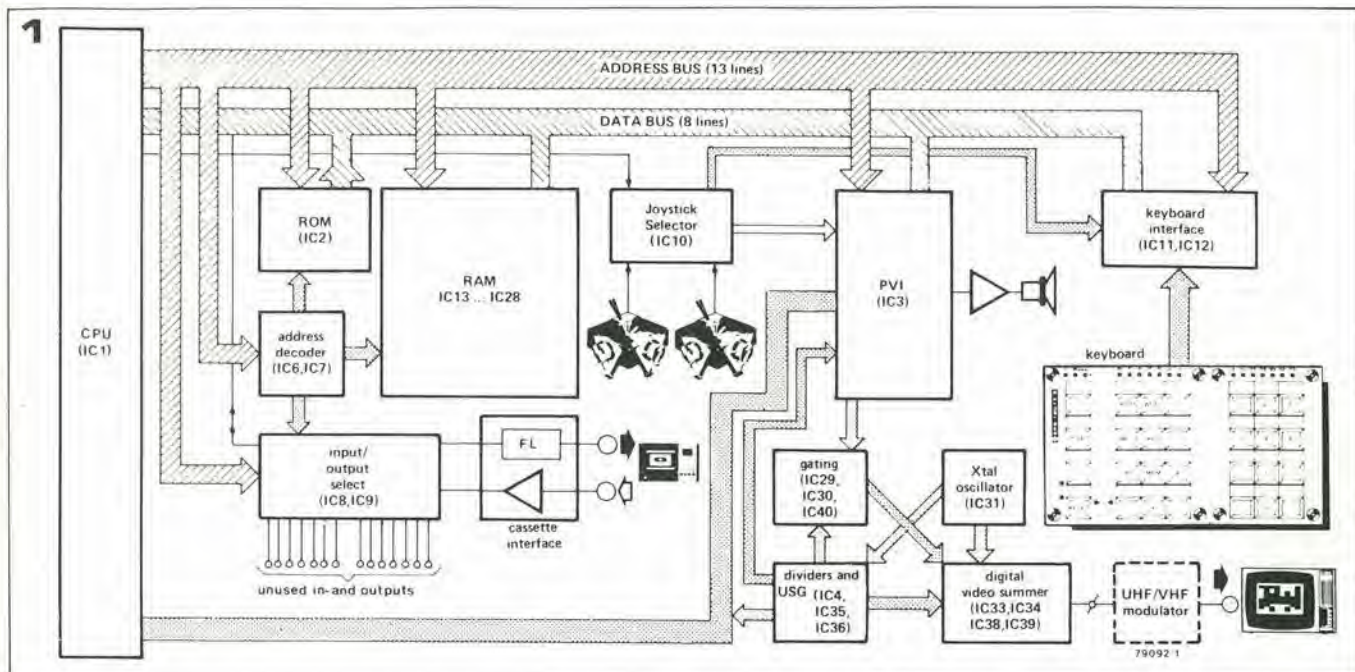 1
ADDRESS BUS (13 lines)
DATA BUS (8 lines)
CPU
(IC1)
ROM
(IC2)
RAM
IC13 ... IC28
Joystick
Selector
(IC10)
PVI
(IC3)
keyboard
interface
(IC11,IC12)
address
decoder
(IC6,IC7)
keyboard
input/
output
select
(IC8,IC9)
cassette
interface
unused in-and outputs
gating
(IC29,
IC30,
IC40)
Xtal
oscillator
(IC31)
dividers and
USG
(IC4,
IC35,
IC36)
digital
video summer
(IC33,IC34
IC38,IC39)
UHF/VHF
modulator
79092 1